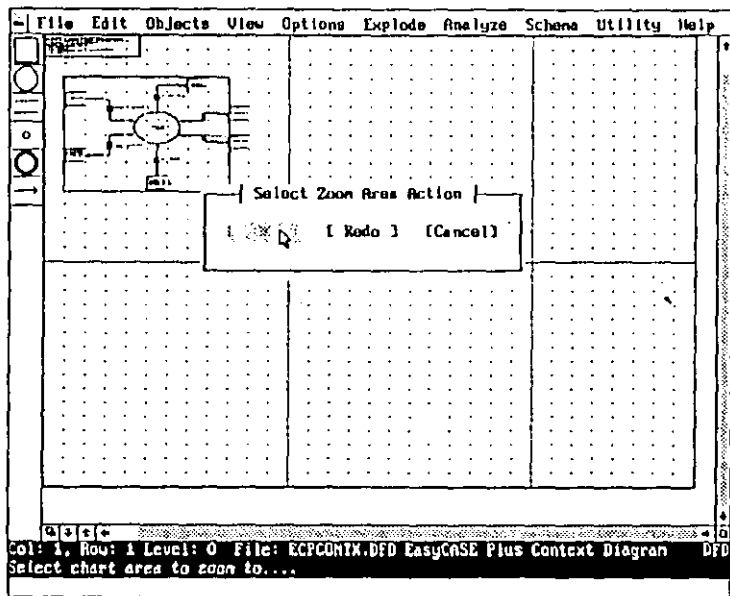 File Edit Objects View Options Explode Analyze Schema Utility Help
Select Zoom Area Action
[ Redo ] [Cancel]
Col: 1, Row: 1 Level: 0 File: ECPCONTX.DFD EasyCASE Plus Context Diagram DFD
Select chart area to zoom to....